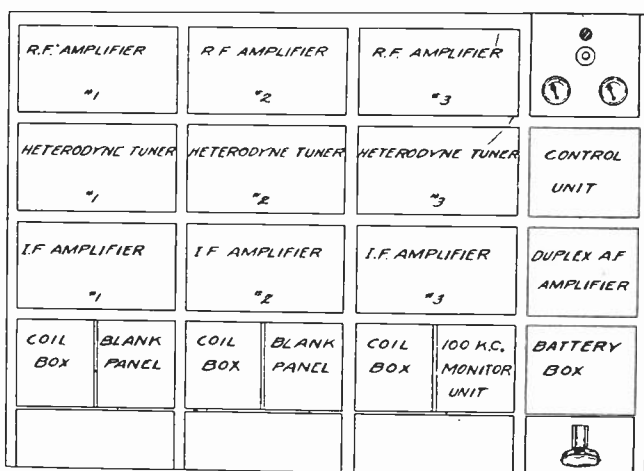 R.F. AMPLIFIER
#1
R F AMPLIFIER
#2
R.F. AMPLIFIER
#3
HETERODYNE TUNER
#1
HETERODYNE TUNER
#2
HETERODYNE TUNER
#3
CONTROL
UNIT
I.F. AMPLIFIER
#1
I F AMPLIFIER
#2
I.F. AMPLIFIER
#3
DUPLEX A.F
AMPLIFIER
COIL
BOX
BLANK
PANEL
COIL
BOX
BLANK
PANEL
COIL
BOX
100 K.C.
MONITOR
UNIT
BATTERY
BOX